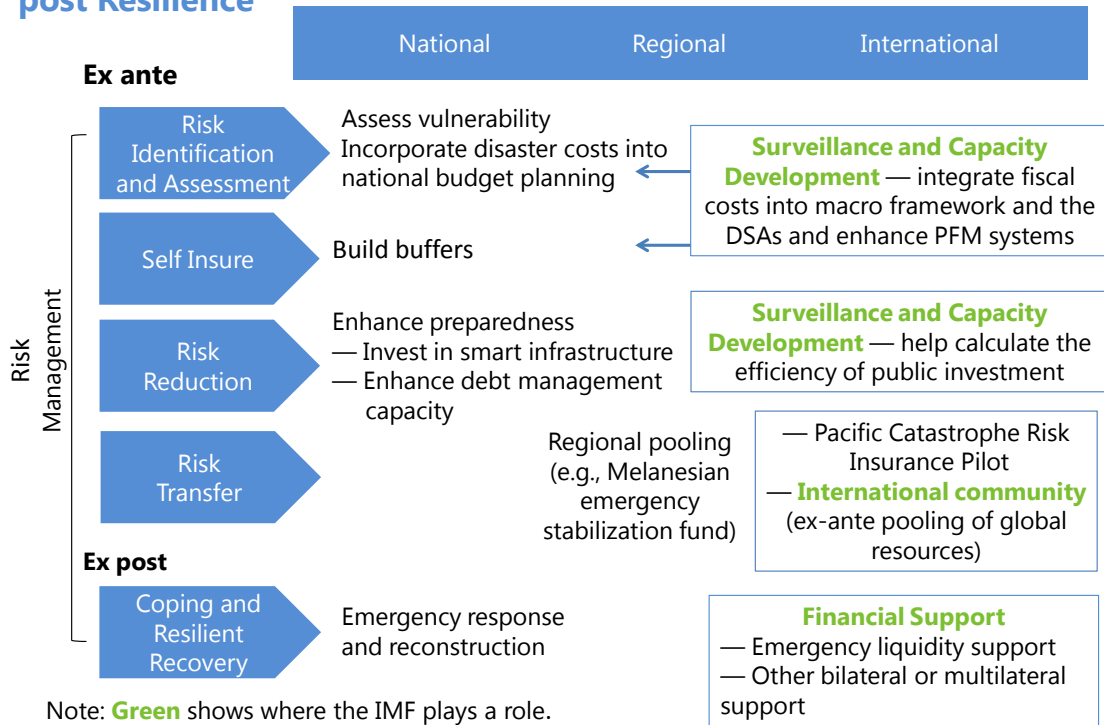 post Resilience
National Regional International
Ex ante
Risk
Management
Risk
Identification
and Assessment
Assess vulnerability
Incorporate disaster costs into
national budget planning
Surveillance and Capacity
Development — integrate fiscal
costs into macro framework and the
DSAs and enhance PFM systems
Self Insure
Build buffers
Risk
Reduction
Enhance preparedness
— Invest in smart infrastructure
— Enhance debt management
capacity
Surveillance and Capacity
Development — help calculate the
efficiency of public investment
Risk
Transfer
Regional pooling
(e.g., Melanesian
emergency
stabilization fund)
— Pacific Catastrophe Risk
Insurance Pilot
— International community
(ex-ante pooling of global
resources)
Ex post
Coping and
Resilient
Recovery
Emergency response
and reconstruction
Financial Support
— Emergency liquidity support
— Other bilateral or multilateral
support
Note: Green shows where the IMF plays a role.